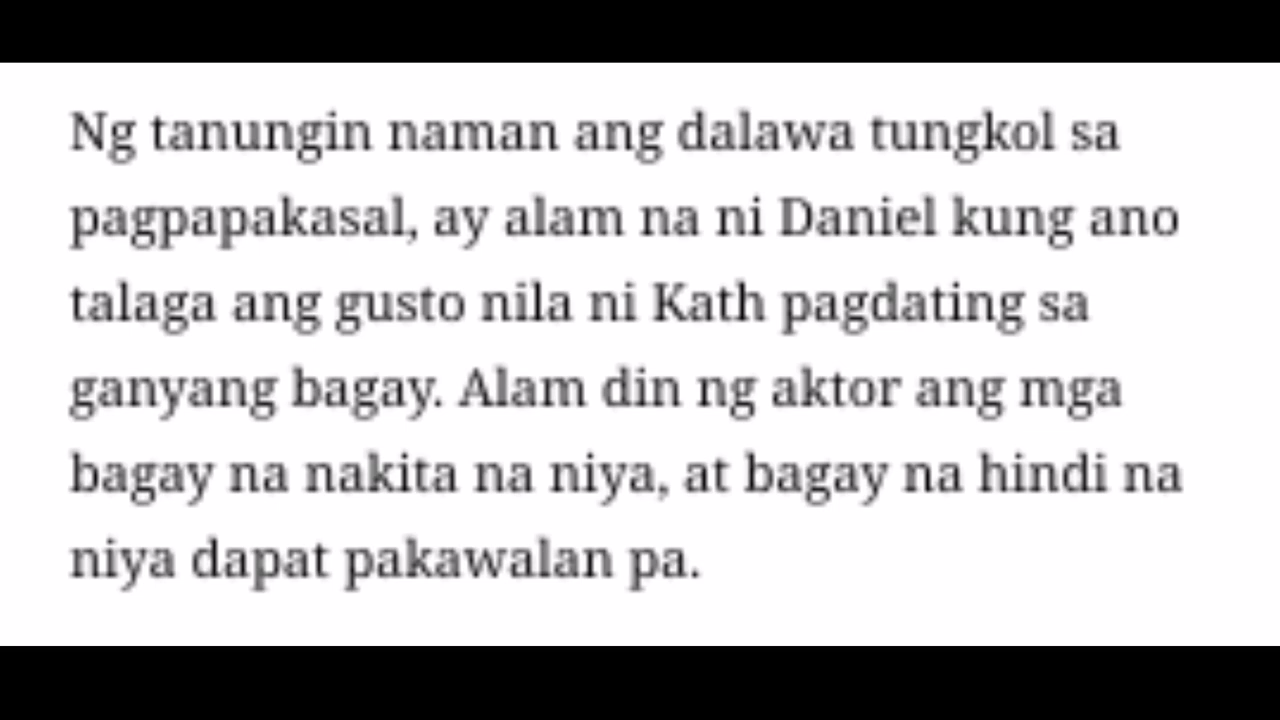 Ng tanungin naman ang dalawa tungkol sa
pagpapakasal, ay alam na ni Daniel kung ano
talaga ang gusto nila ni Kath pagdating sa
ganyang bagay. Alam din ng aktor ang mga
bagay na nakita na niya, at bagay na hindi na
niya dapat pakawalan pa.